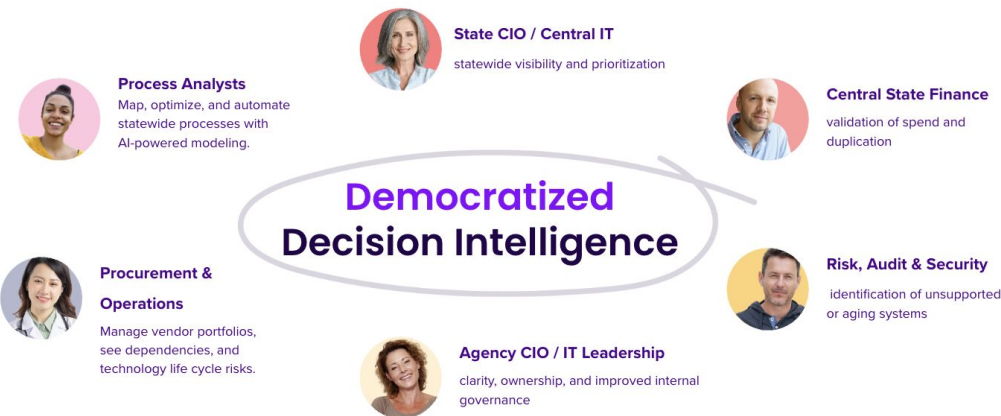 State CIO / Central IT
statewide visibility and prioritization
Process Analysts
Map, optimize, and automate
statewide processes with
AI-powered modeling.
Central State Finance
validation of spend and
duplication
Democratized
Decision Intelligence
Procurement &
Operations
Manage vendor portfolios,
see dependencies, and
technology life cycle risks.
Risk, Audit & Security
identification of unsupported
or aging systems
Agency CIO / IT Leadership
clarity, ownership, and improved internal
governance